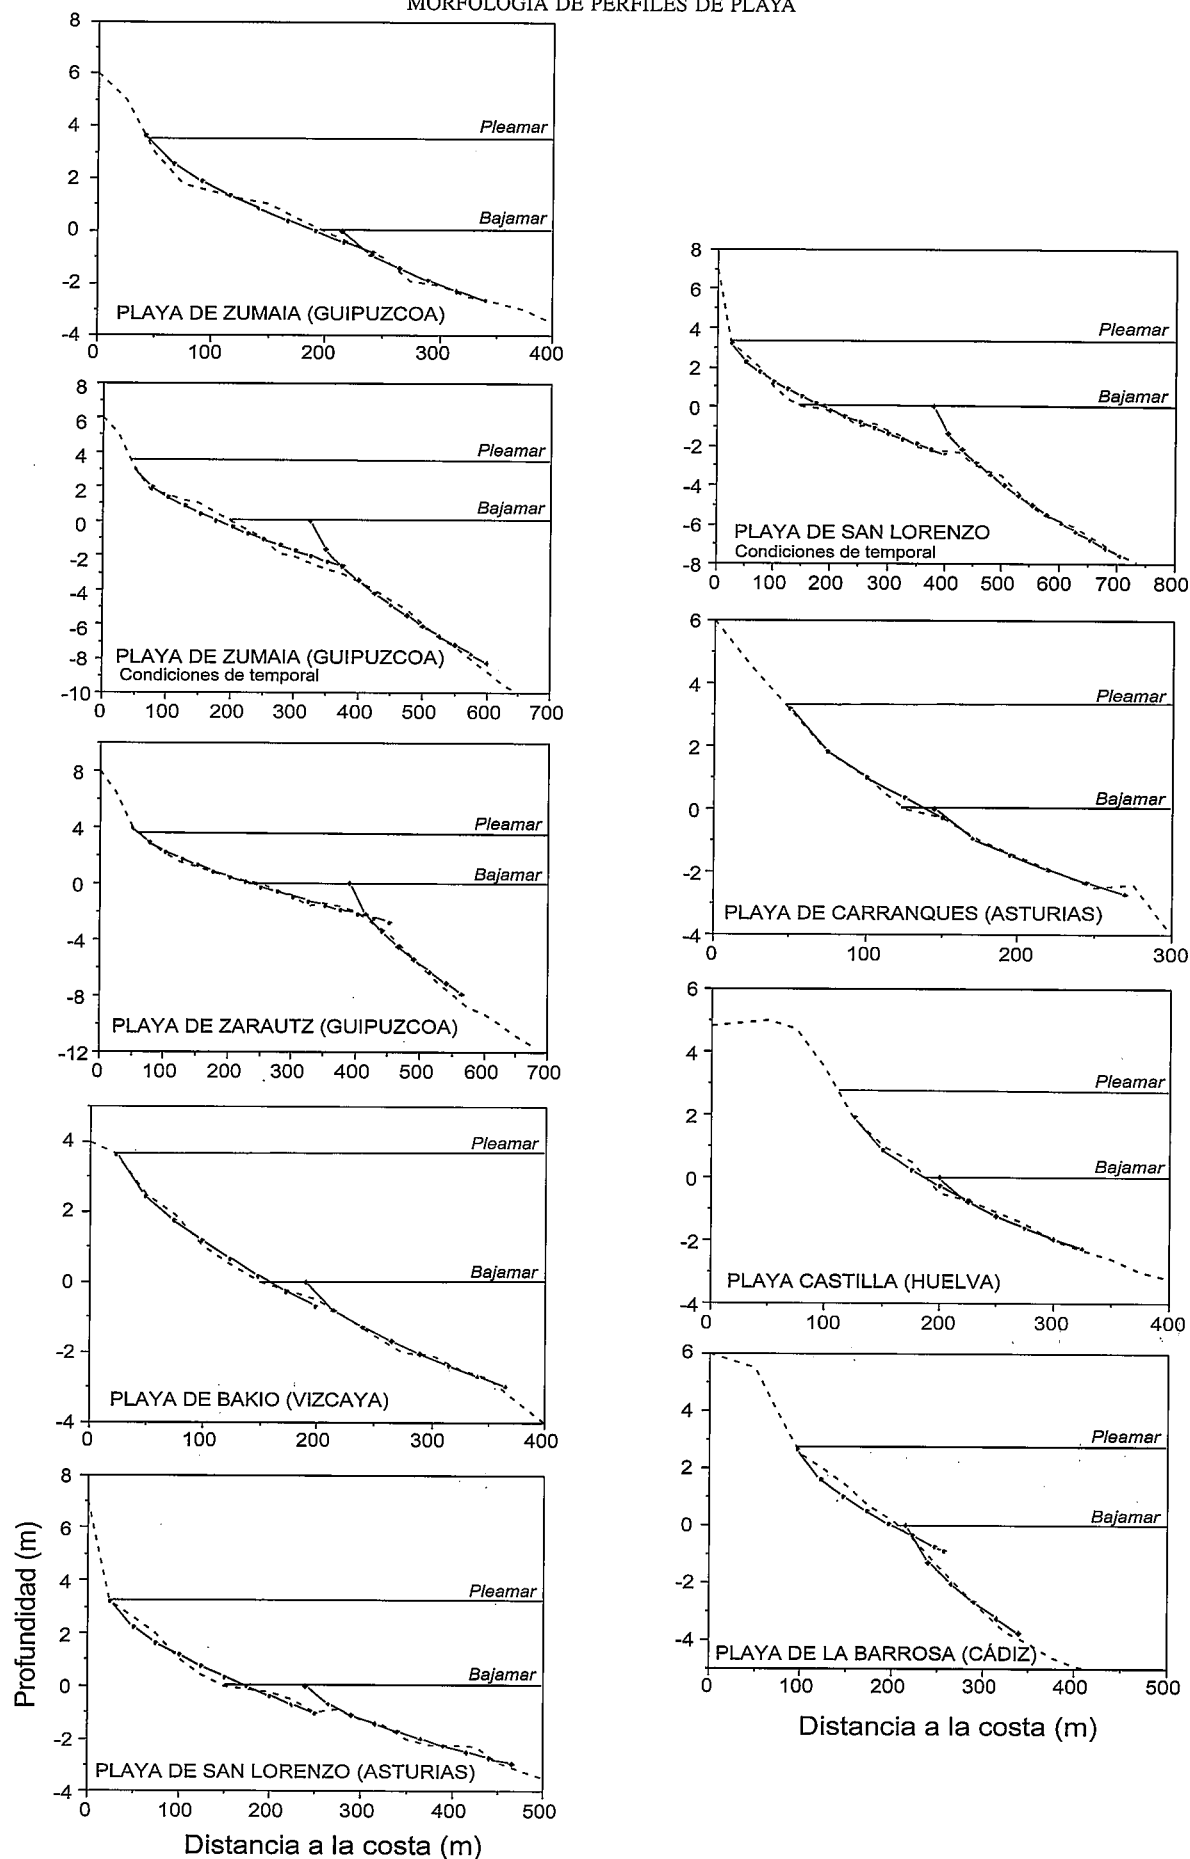 MORFOLOGÍA DE PERFILES DE PLAYA
8
6
4
2
0
-2
-4
Pleamar
Bajamar
PLAYA DE ZUMAIA (GUIPUZCOA)
0 100 200 300 400
8
6
4
2
0
-2
-4
-6
-8
-10
Pleamar
Bajamar
PLAYA DE ZUMAIA (GUIPUZCOA)
Condiciones de temporal
0 100 200 300 400 500 600 700
8
4
0
-4
-8
-12
Pleamar
Bajamar
PLAYA DE ZARAUTZ (GUIPUZCOA)
0 100 200 300 400 500 600 700
4
2
0
-2
-4
Pleamar
Bajamar
PLAYA DE BAKIO (VIZCAYA)
0 100 200 300 400
8
6
4
2
0
-2
-4
Pleamar
Bajamar
PLAYA DE SAN LORENZO (ASTURIAS)
0 100 200 300 400 500
Profundidad (m)
Distancia a la costa (m)
8
6
4
2
0
-2
-4
-6
-8
Pleamar
Bajamar
PLAYA DE SAN LORENZO
Condiciones de temporal
0 100 200 300 400 500 600 700 800
6
4
2
0
-2
-4
Pleamar
Bajamar
PLAYA DE CARRANQUES (ASTURIAS)
0 100 200 300
6
4
2
0
-2
-4
Pleamar
Bajamar
PLAYA CASTILLA (HUELVA)
0 100 200 300 400
6
4
2
0
-2
-4
Pleamar
Bajamar
PLAYA DE LA BARROSA (CÁDIZ)
0 100 200 300 400 500
Distancia a la costa (m)